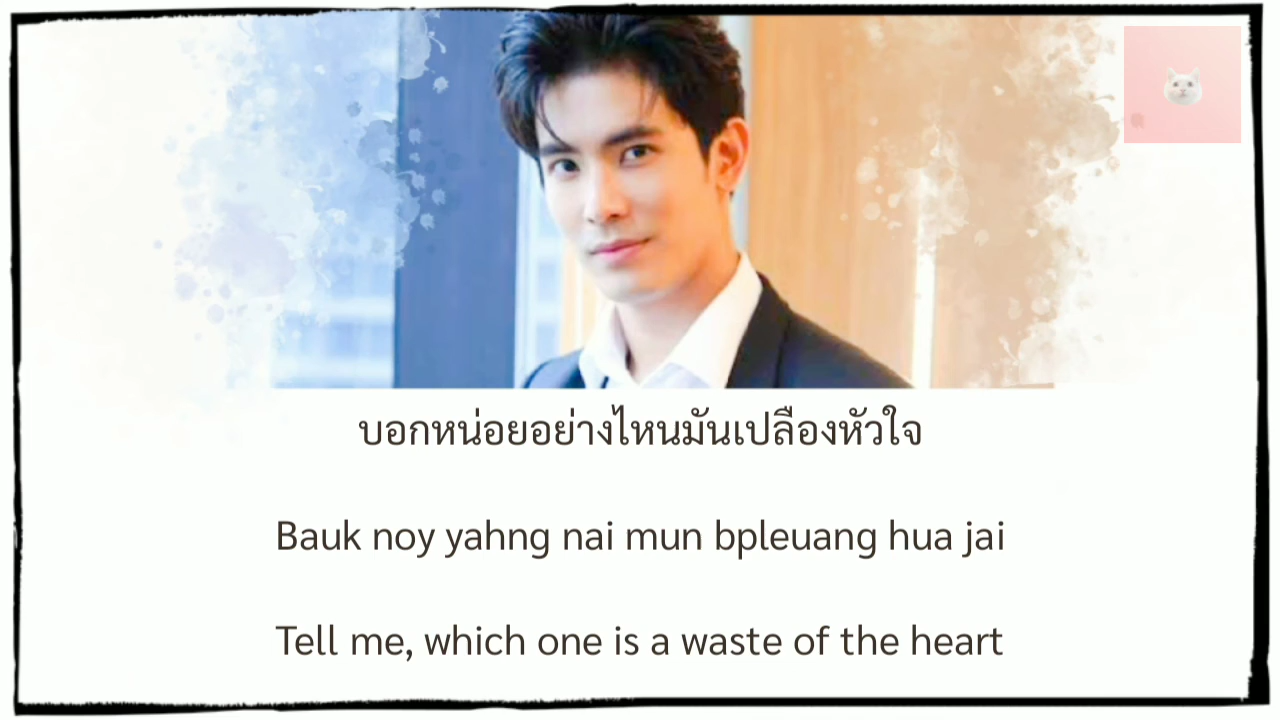 บอกหน่อยอย่างไหนมันเปลืองหัวใจ
Bauk noy yahng nai mun bpleuang hua jai
Tell me, which one is a waste of the heart